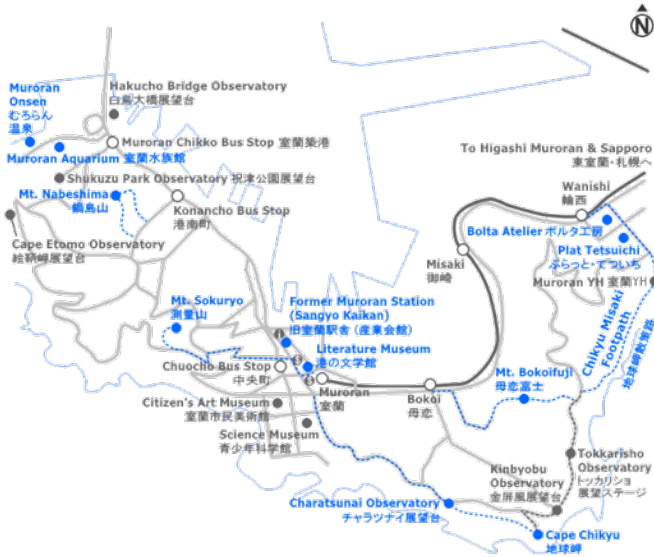 N
Hakucho Bridge Observatory
白鳥大橋展望台
Muroran
Onsen
むろらん
温泉
Muroran Chikko Bus Stop 室蘭築港
Muroran Aquarium 室蘭水族館
To Higashi Muroran & Sapporo
東室蘭・札幌へ
Shukuzu Park Observatory 祝津公園展望台
Mt. Nabeshima
鍋島山
Wanishi
輪西
Konancho Bus Stop
港南町
Bolta Atelier ボルタ工房
Cape Etomo Observatory
絵鞆岬展望台
Misaki
御崎
Plat Tetsuichi
ぷらっと・てついち
Muroran YH 室蘭YH
Mt. Sokuryo
測量山
Former Muroran Station
(Sangyo Kaikan)
旧室蘭駅舎 (産業会館)
Chikyu Misaki
Footpath
地球岬散策路
Literature Museum
港の文学館
Chuocho Bus Stop
中央町
Muroran
室蘭
Bokoi
母恋
Mt. Bokoifuji
母恋富士
Citizen's Art Museum
室蘭市民美術館
Science Museum
青少年科学館
Tokkarisho
Observatory
トッカリショ
展望ステージ
Kinbyobu
Observatory
金屏風展望台
Charatsunai Observatory
チャラツナイ展望台
Cape Chikyu
地球岬